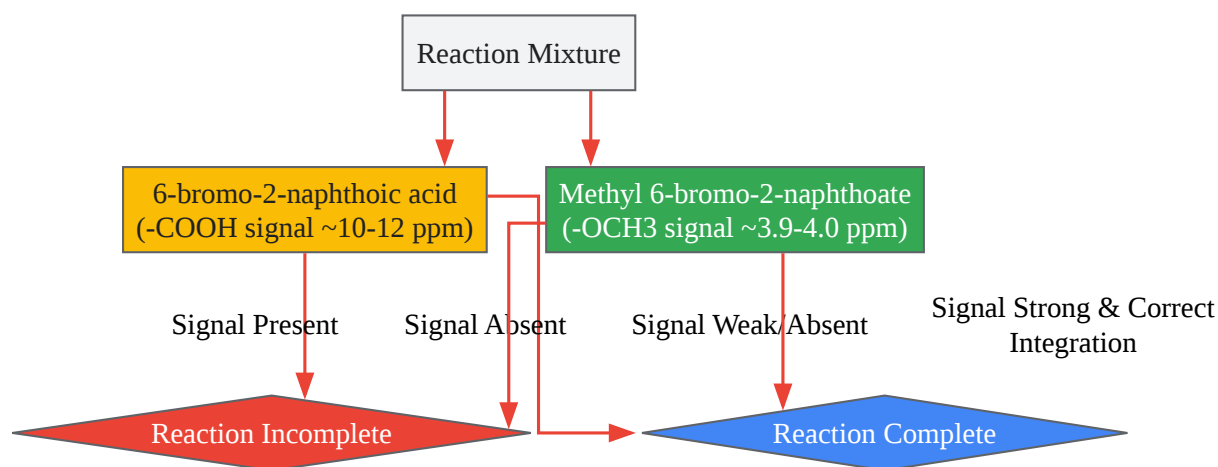 Reaction Mixture
6-bromo-2-naphthoic acid
(-COOH signal ~10-12 ppm)
Methyl 6-bromo-2-naphthoate
(-OCH3 signal ~3.9-4.0 ppm)
Signal Present
Signal Absent
Signal Weak/Absent
Signal Strong & Correct
Integration
Reaction Incomplete
Reaction Complete